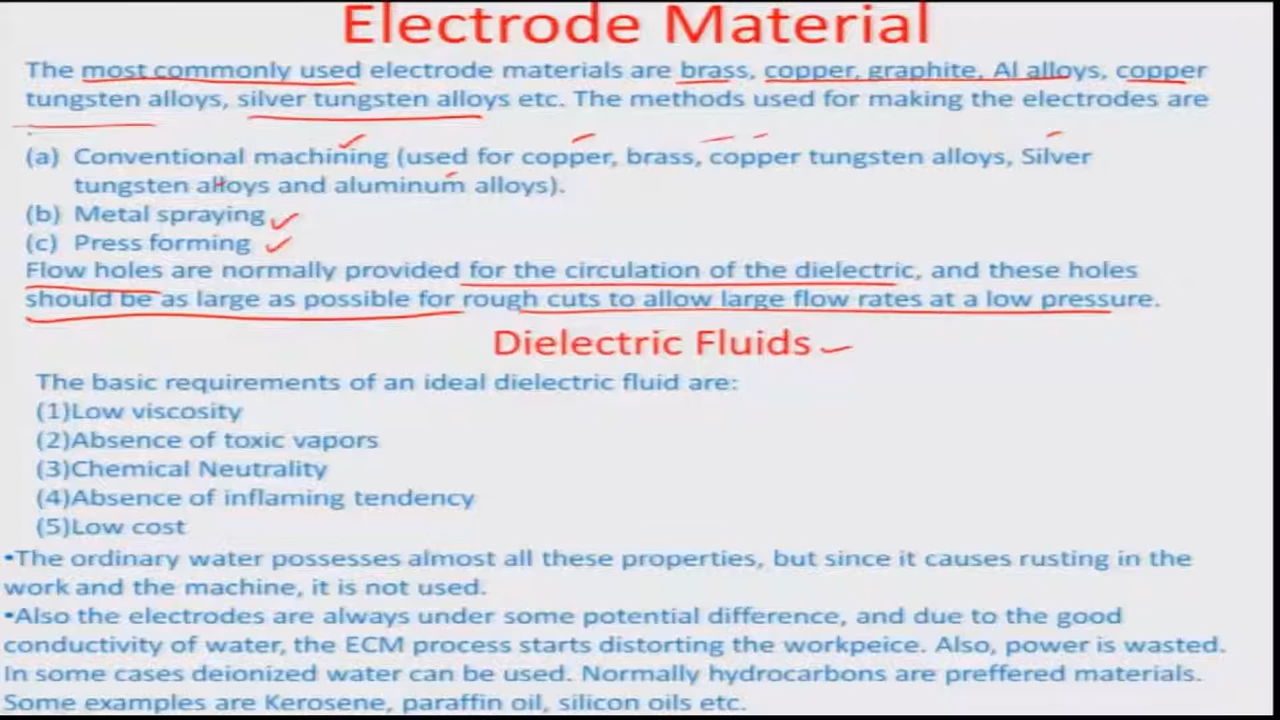 Electrode Material
The most commonly used electrode materials are brass, copper, graphite, Al alloys, copper
tungsten alloys, silver tungsten alloys etc. The methods used for making the electrodes are
:
(a) Conventional machining (used for copper, brass, copper tungsten alloys, Silver
tungsten alloys and aluminum alloys).
(b) Metal spraying
(c) Press forming
Flow holes are normally provided for the circulation of the dielectric, and these holes
should be as large as possible for rough cuts to allow large flow rates at a low pressure.
Dielectric Fluids
The basic requirements of an ideal dielectric fluid are:
(1)Low viscosity
(2)Absence of toxic vapors
(3)Chemical Neutrality
(4)Absence of inflaming tendency
(5)Low cost
•The ordinary water possesses almost all these properties, but since it causes rusting in the
work and the machine, it is not used.
•Also the electrodes are always under some potential difference, and due to the good
conductivity of water, the ECM process starts distorting the workpeice. Also, power is wasted.
In some cases deionized water can be used. Normally hydrocarbons are preffered materials.
Some examples are Kerosene, paraffin oil, silicon oils etc.